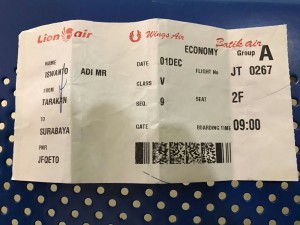 Lion air Wings Air Batik air
ECONOMY Group A
NAME ISWANTO ADI MR
DATE 01DEC FLIGHT No JT 0267
FROM TARAKAN
CLASS V
TO SURABAYA
SEQ. 9 SEAT 2F
PNR JFQETO
GATE BOARDING TIME 09:00